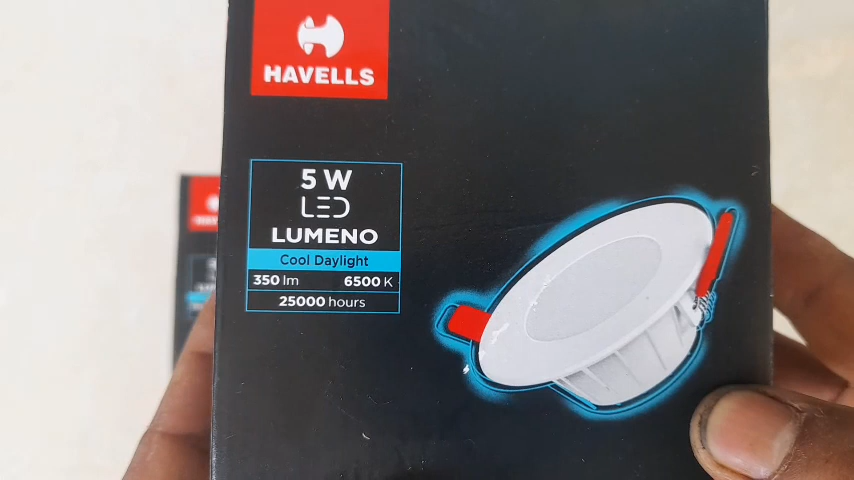 HAVELLS
5 W
LED
LUMENO
Cool Daylight
350 lm 6500 K
25000 hours